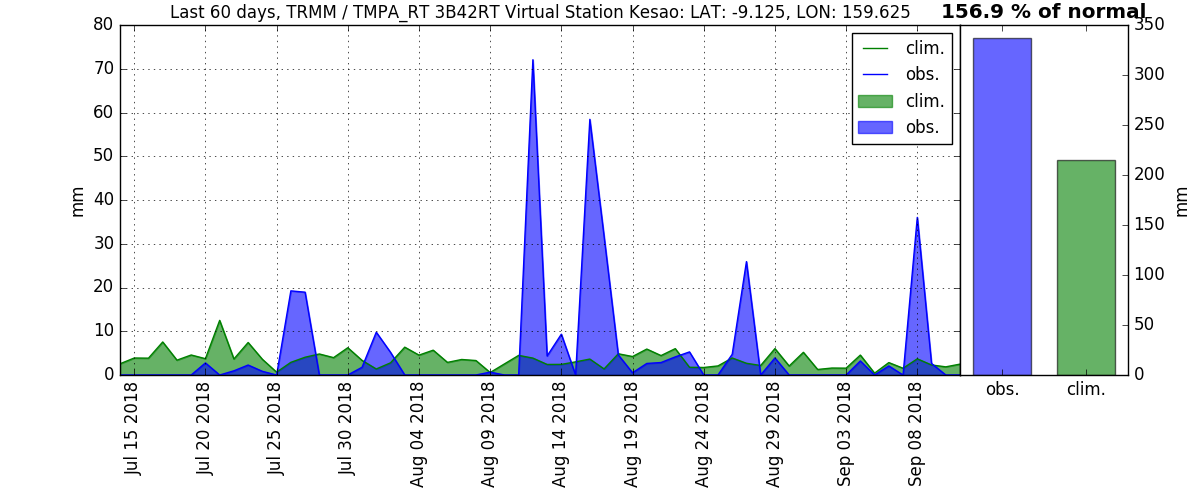 Last 60 days, TRMM / TMPA_RT 3B42RT Virtual Station Kesao: LAT: -9.125, LON: 159.625
156.9 % of normal
80
70
60
50
40
30
20
10
0
mm
clim.
obs.
clim.
obs.
Jul 15 2018
Jul 20 2018
Jul 25 2018
Jul 30 2018
Aug 04 2018
Aug 09 2018
Aug 14 2018
Aug 19 2018
Aug 24 2018
Aug 29 2018
Sep 03 2018
Sep 08 2018
350
300
250
200
150
100
50
0
mm
obs.
clim.